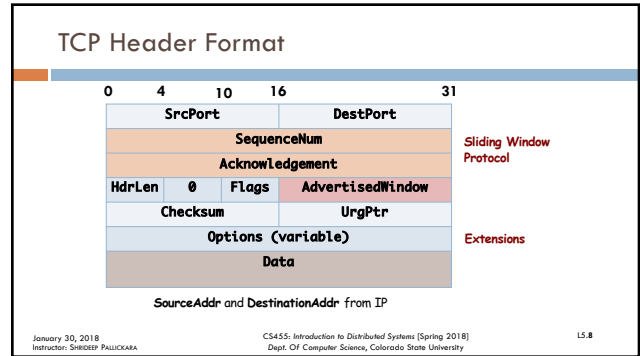 TCP Header Format
0 4 10 16 31
SrcPort DestPort
SequenceNum
Sliding Window
Protocol
Acknowledgement
HdrLen 0 Flags AdvertisedWindow
Checksum UrgPtr
Options (variable)
Extensions
Data
SourceAddr and DestinationAddr from IP
January 30, 2018
Instructor: SHRIDEEP PALLICKARA
CS455: Introduction to Distributed Systems [Spring 2018]
Dept. Of Computer Science, Colorado State University
L5.8